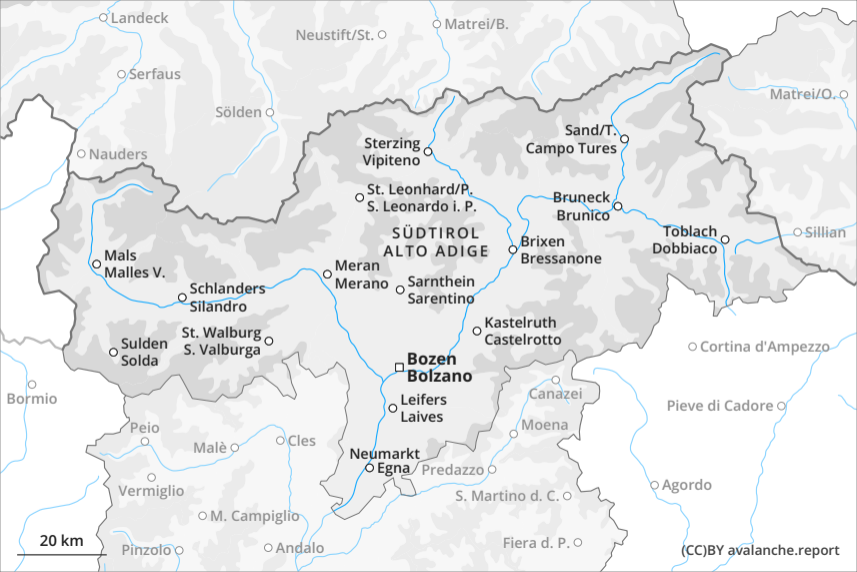 Landeck
Matrei/B.
Neustift/St.
Serfaus
Matrei/O.
Sölden
Sand/T.
Campo Tures
Sterzing
Vipiteno
Nauders
St. Leonhard/P.
S. Leonardo i. P.
Bruneck
Brunico
SÜDTIROL
ALTO ADIGE
Toblach
Dobbiaco
Sillian
Brixen
Bressanone
Mals
Malles V.
Meran
Merano
Sarnthein
Sarentino
Schlanders
Silandro
Kastelruth
Castelrotto
St. Walburg
S. Valburga
Sulden
Solda
Cortina d'Ampezzo
Bozen
Bolzano
Bormio
Canazei
Leifers
Laives
Pieve di Cadore
Moena
Peio
Cles
Malè
Neumarkt
Egna
Predazzo
Vermiglio
Agordo
S. Martino d. C.
M. Campiglio
20 km
Pinzolo
Andalo
Fiera d. P.
(CC)BY avalanche.report